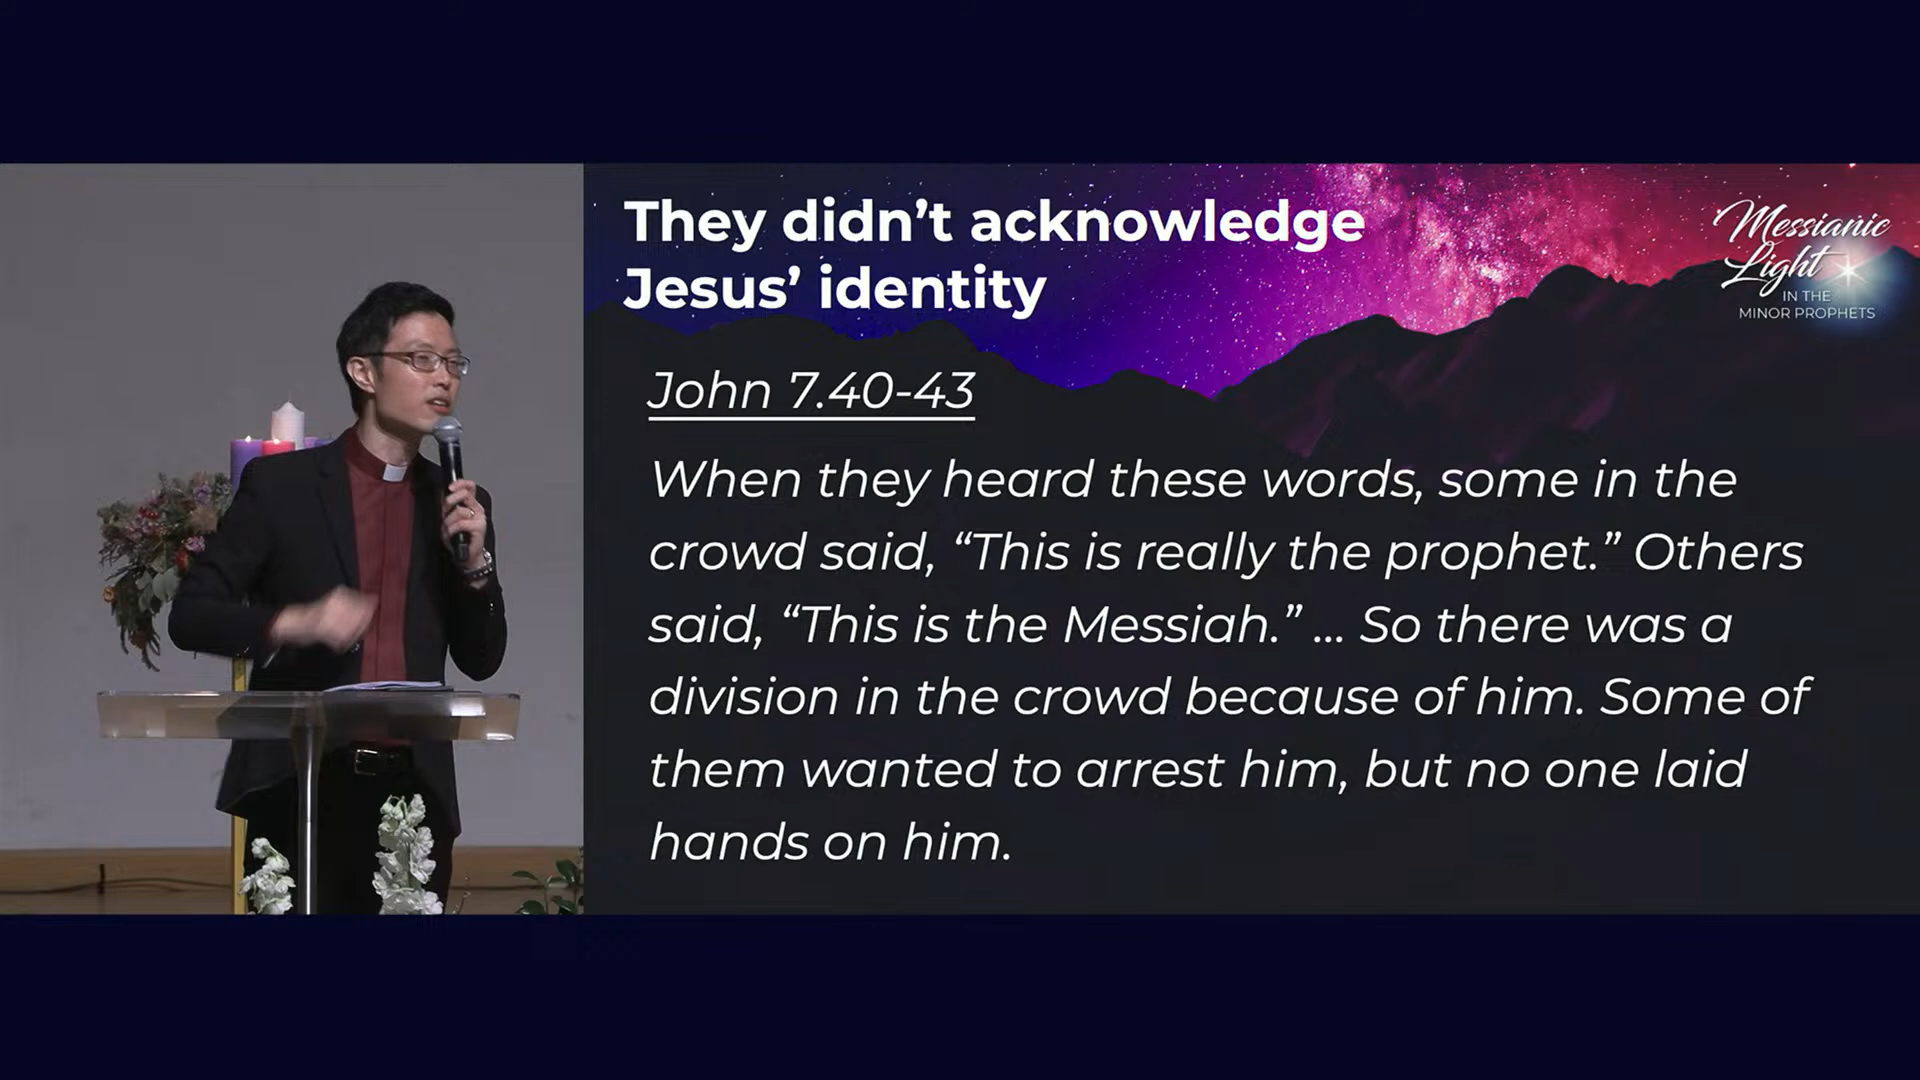 They didn’t acknowledge
Jesus’ identity
Messianic
Light
IN THE
MINOR PROPHETS
John 7.40-43
When they heard these words, some in the
crowd said, “This is really the prophet.” Others
said, “This is the Messiah.” ... So there was a
division in the crowd because of him. Some of
them wanted to arrest him, but no one laid
hands on him.